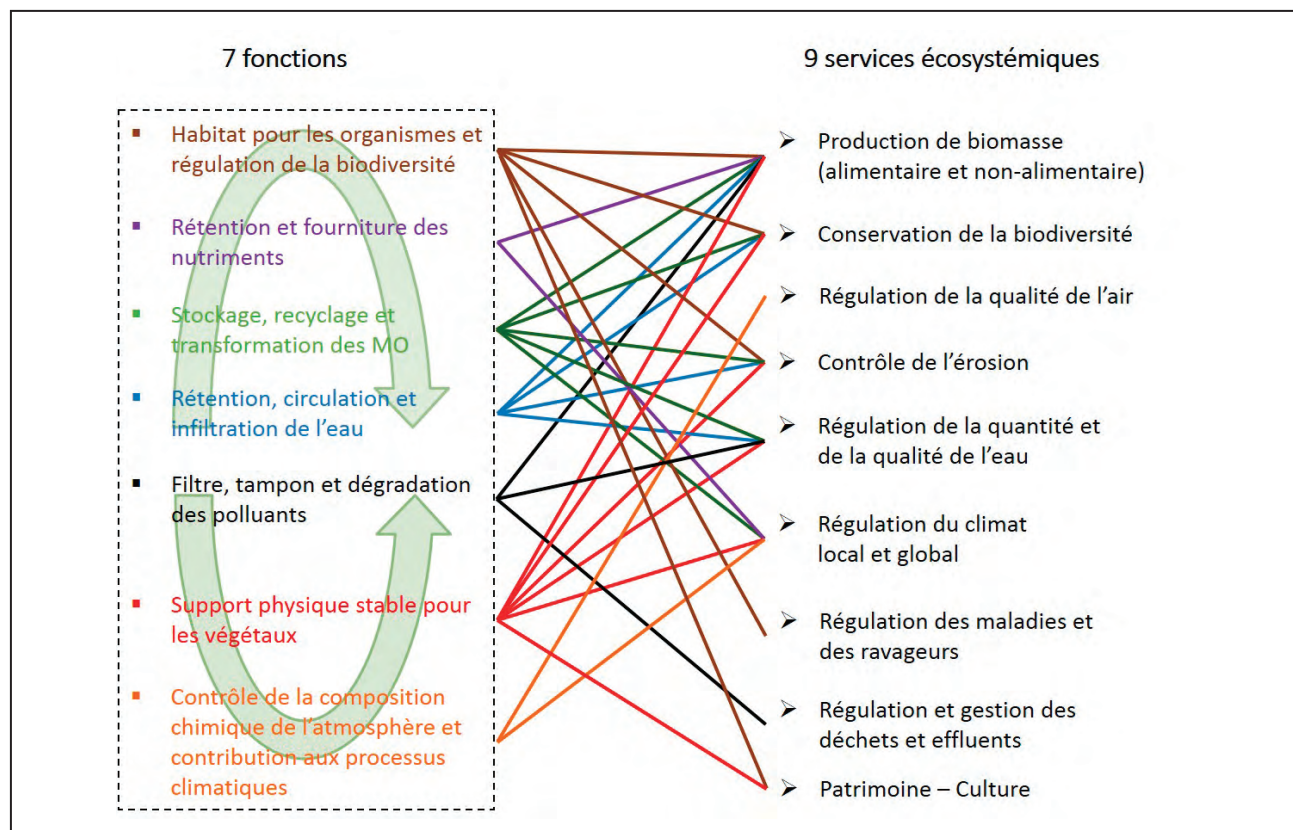 7 fonctions
9 services écosystémiques
▪ Habitat pour les organismes et
régulation de la biodiversité
▪ Rétention et fourniture des
nutriments
▪ Stockage, recyclage et
transformation des MO
▪ Rétention, circulation et
infiltration de l’eau
▪ Filtre, tampon et dégradation
des polluants
▪ Support physique stable pour
les végétaux
▪ Contrôle de la composition
chimique de l’atmosphère et
contribution aux processus
climatiques
➢ Production de biomasse
(alimentaire et non-alimentaire)
➢ Conservation de la biodiversité
➢ Régulation de la qualité de l’air
➢ Contrôle de l’érosion
➢ Régulation de la quantité et
de la qualité de l’eau
➢ Régulation du climat
local et global
➢ Régulation des maladies et
des ravageurs
➢ Régulation et gestion des
déchets et effluents
➢ Patrimoine – Culture